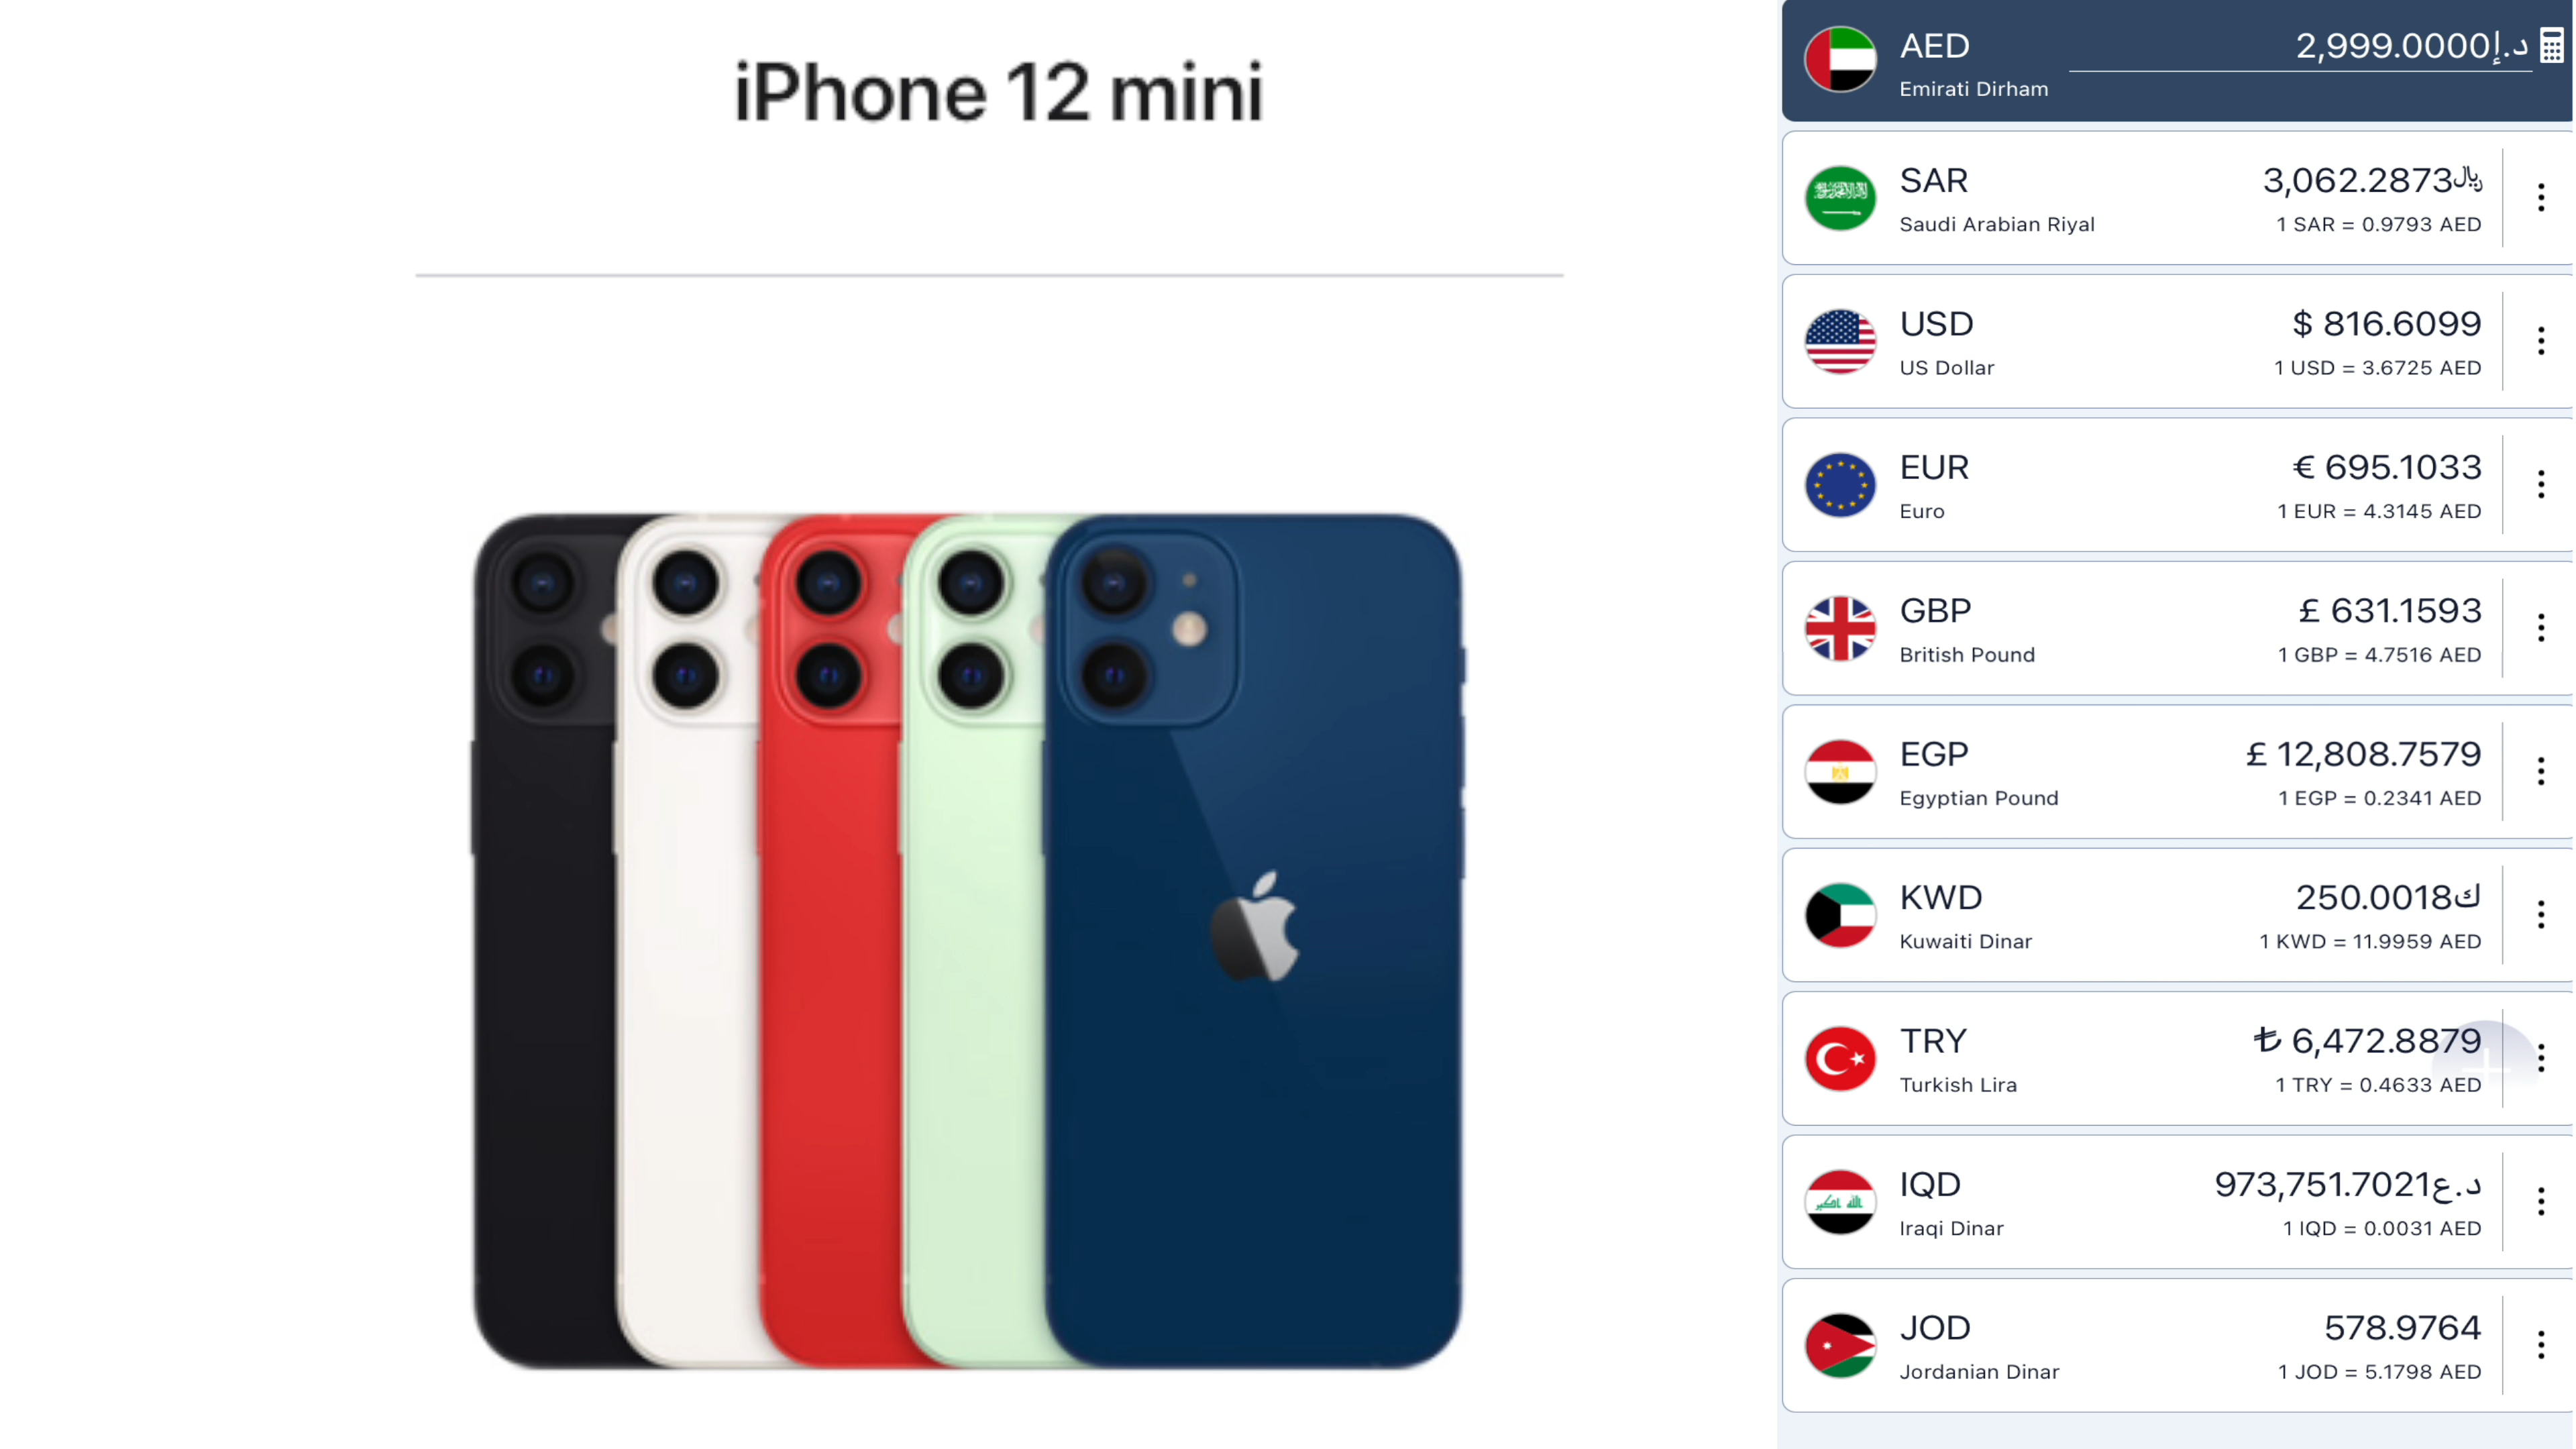 iPhone 12 mini
AED
2,999.0000د.إ
Emirati Dirham
SAR
3,062.2873﷼
Saudi Arabian Riyal
1 SAR = 0.9793 AED
USD
$ 816.6099
US Dollar
1 USD = 3.6725 AED
EUR
€ 695.1033
Euro
1 EUR = 4.3145 AED
GBP
£ 631.1593
British Pound
1 GBP = 4.7516 AED
EGP
£ 12,808.7579
Egyptian Pound
1 EGP = 0.2341 AED
KWD
250.0018ك
Kuwaiti Dinar
1 KWD = 11.9959 AED
TRY
₺ 6,472.8879
Turkish Lira
1 TRY = 0.4633 AED
IQD
973,751.7021د.ع
Iraqi Dinar
1 IQD = 0.0031 AED
JOD
578.9764
Jordanian Dinar
1 JOD = 5.1798 AED